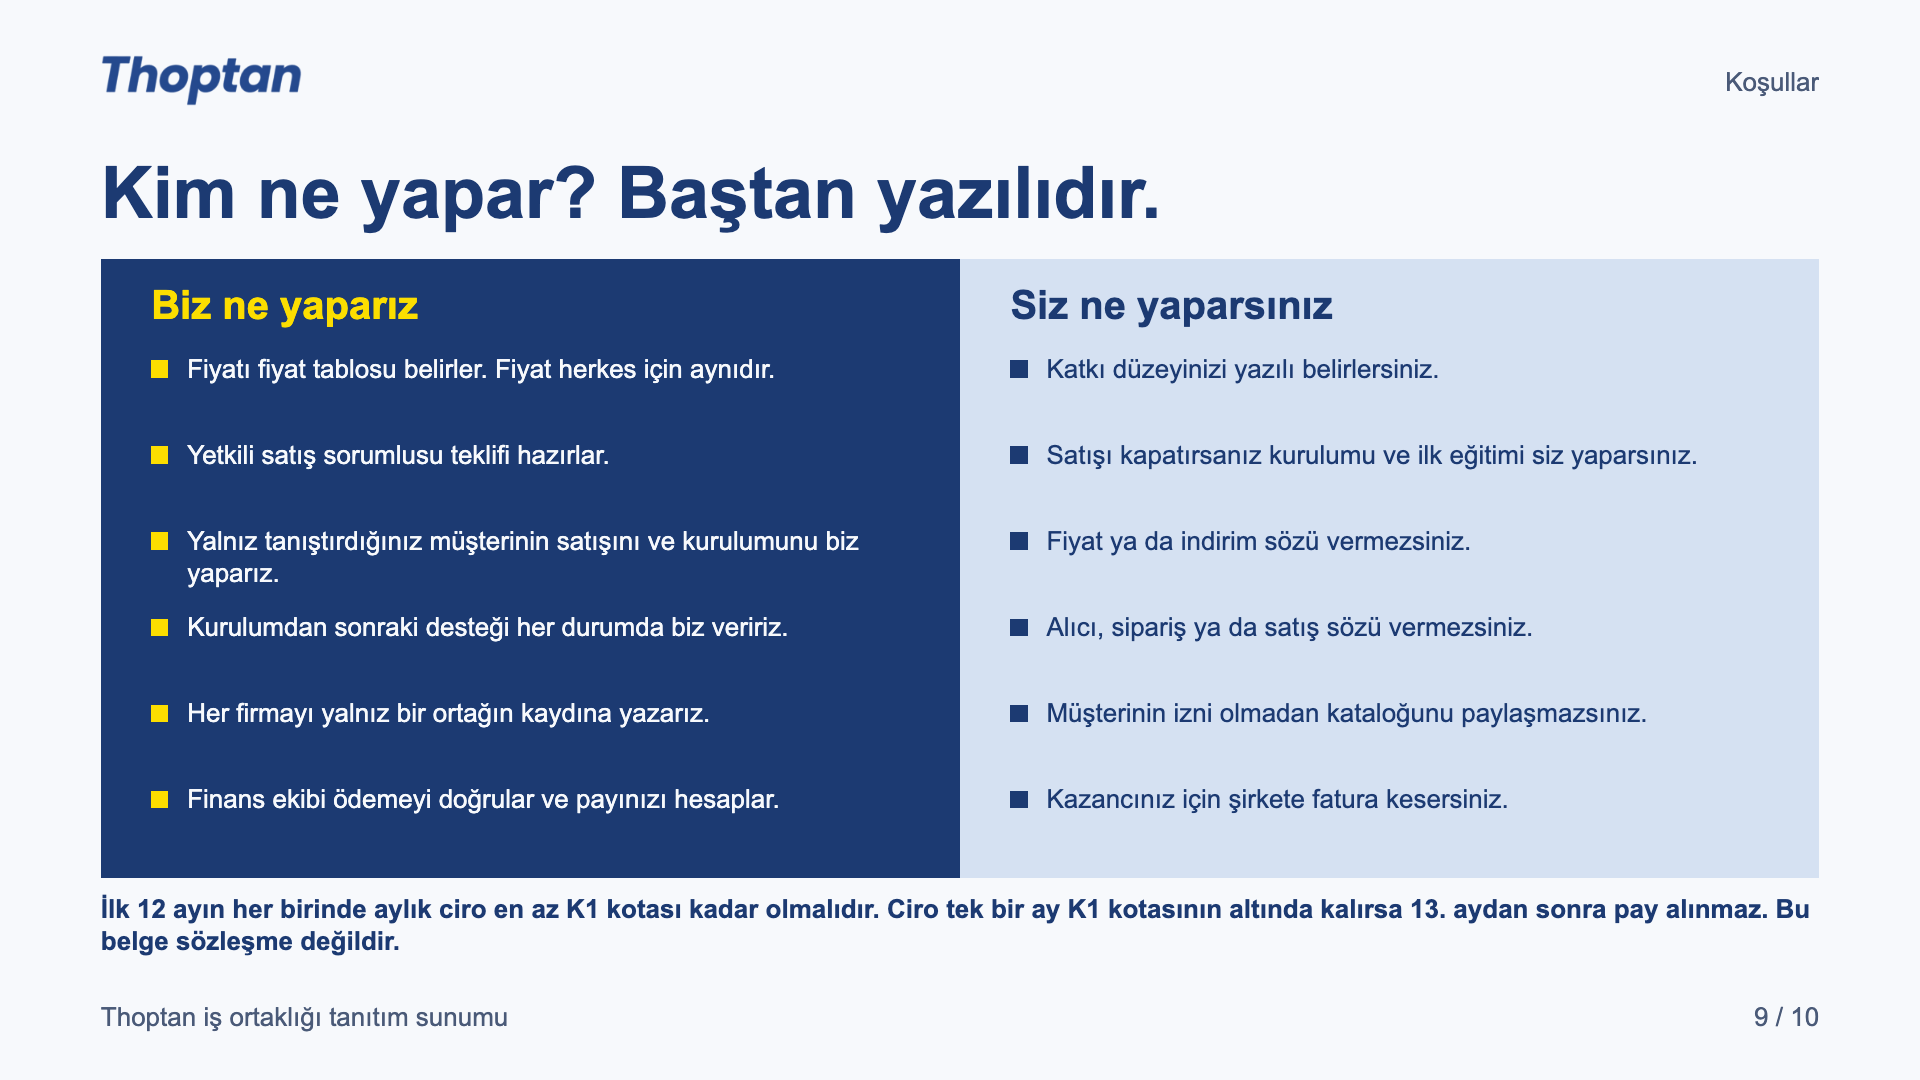 Thoptan
Koşullar
Kim ne yapar? Baştan yazılıdır.
Biz ne yaparız
Fiyatı fiyat tablosu belirler. Fiyat herkes için aynıdır.
Yetkili satış sorumlusu teklifi hazırlar.
Yalnız tanıştırdığınız müşterinin satışını ve kurulumunu biz
yaparız.
Kurulumdan sonraki desteği her durumda biz veririz.
Her firmayı yalnız bir ortağın kaydına yazarız.
Finans ekibi ödemeyi doğrular ve payınızı hesaplar.
Siz ne yaparsınız
Katkı düzeyinizi yazılı belirlersiniz.
Satışı kapatırsanız kurulumu ve ilk eğitimi siz yaparsınız.
Fiyat ya da indirim sözü vermezsiniz.
Alıcı, sipariş ya da satış sözü vermezsiniz.
Müşterinin izni olmadan kataloğunu paylaşmazsınız.
Kazancınız için şirkete fatura kesersiniz.
İlk 12 ayın her birinde aylık ciro en az K1 kotası kadar olmalıdır. Ciro tek bir ay K1 kotasının altında kalırsa 13. aydan sonra pay alınmaz. Bu
belge sözleşme değildir.
Thoptan iş ortaklığı tanıtım sunumu
9 / 10